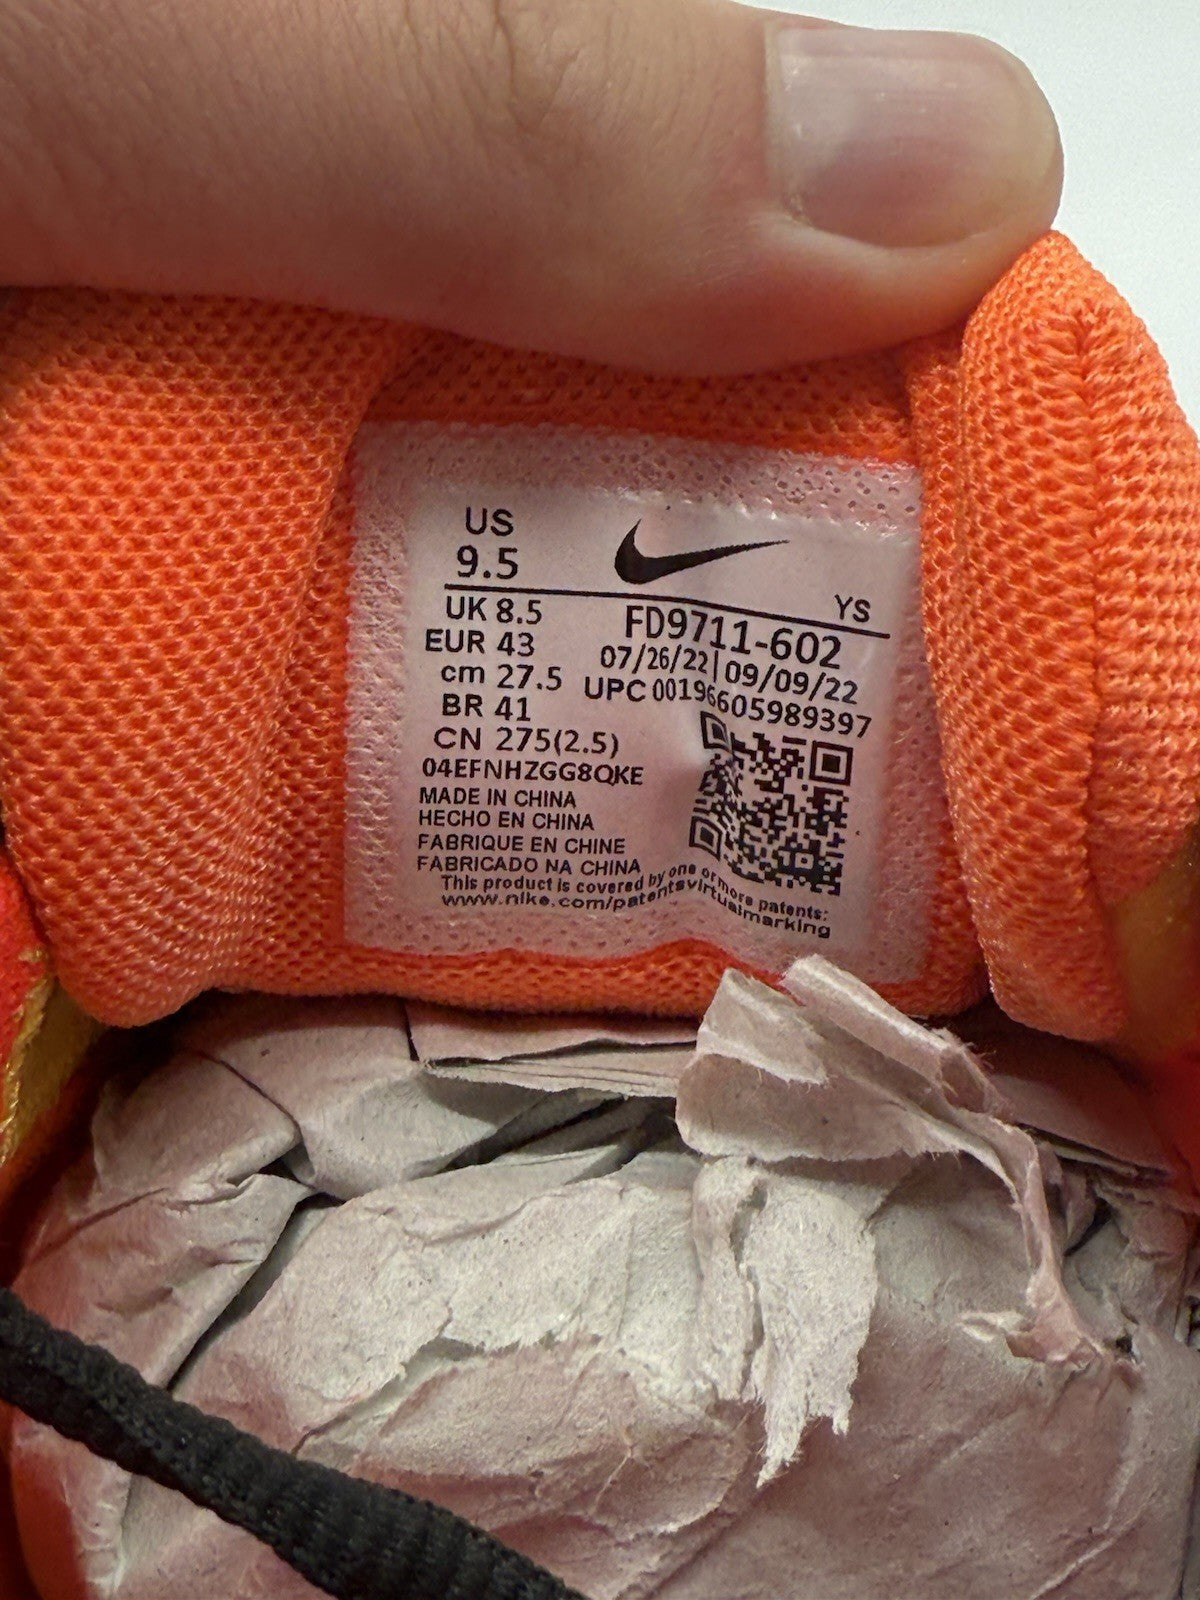 US
9.5
YS
UK 8.5
EUR 43
cm 27.5
BR 41
CN 275(2.5)
FD9711-602
07/26/22|09/09/22
UPC 00196605989397
04EFNHZGG8QKE
MADE IN CHINA
HECHO EN CHINA
FABRIQUE EN CHINE
FABRICADO NA CHINA
This product is covered by one or more patents:
www.nike.com/patentsvirtualmarking